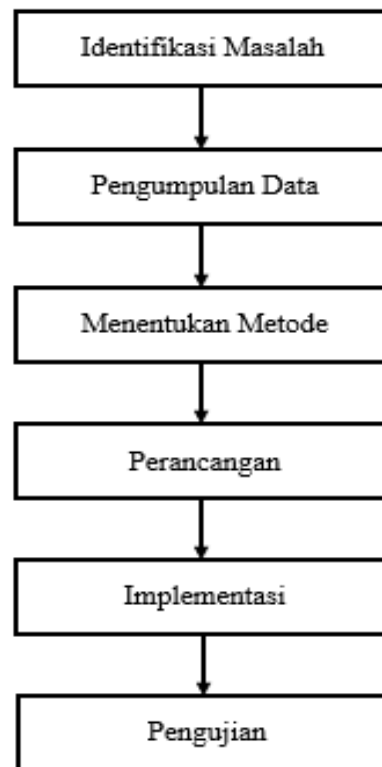 Identifikasi Masalah
Pengumpulan Data
Menentukan Metode
Perancangan
Implementasi
Pengujian